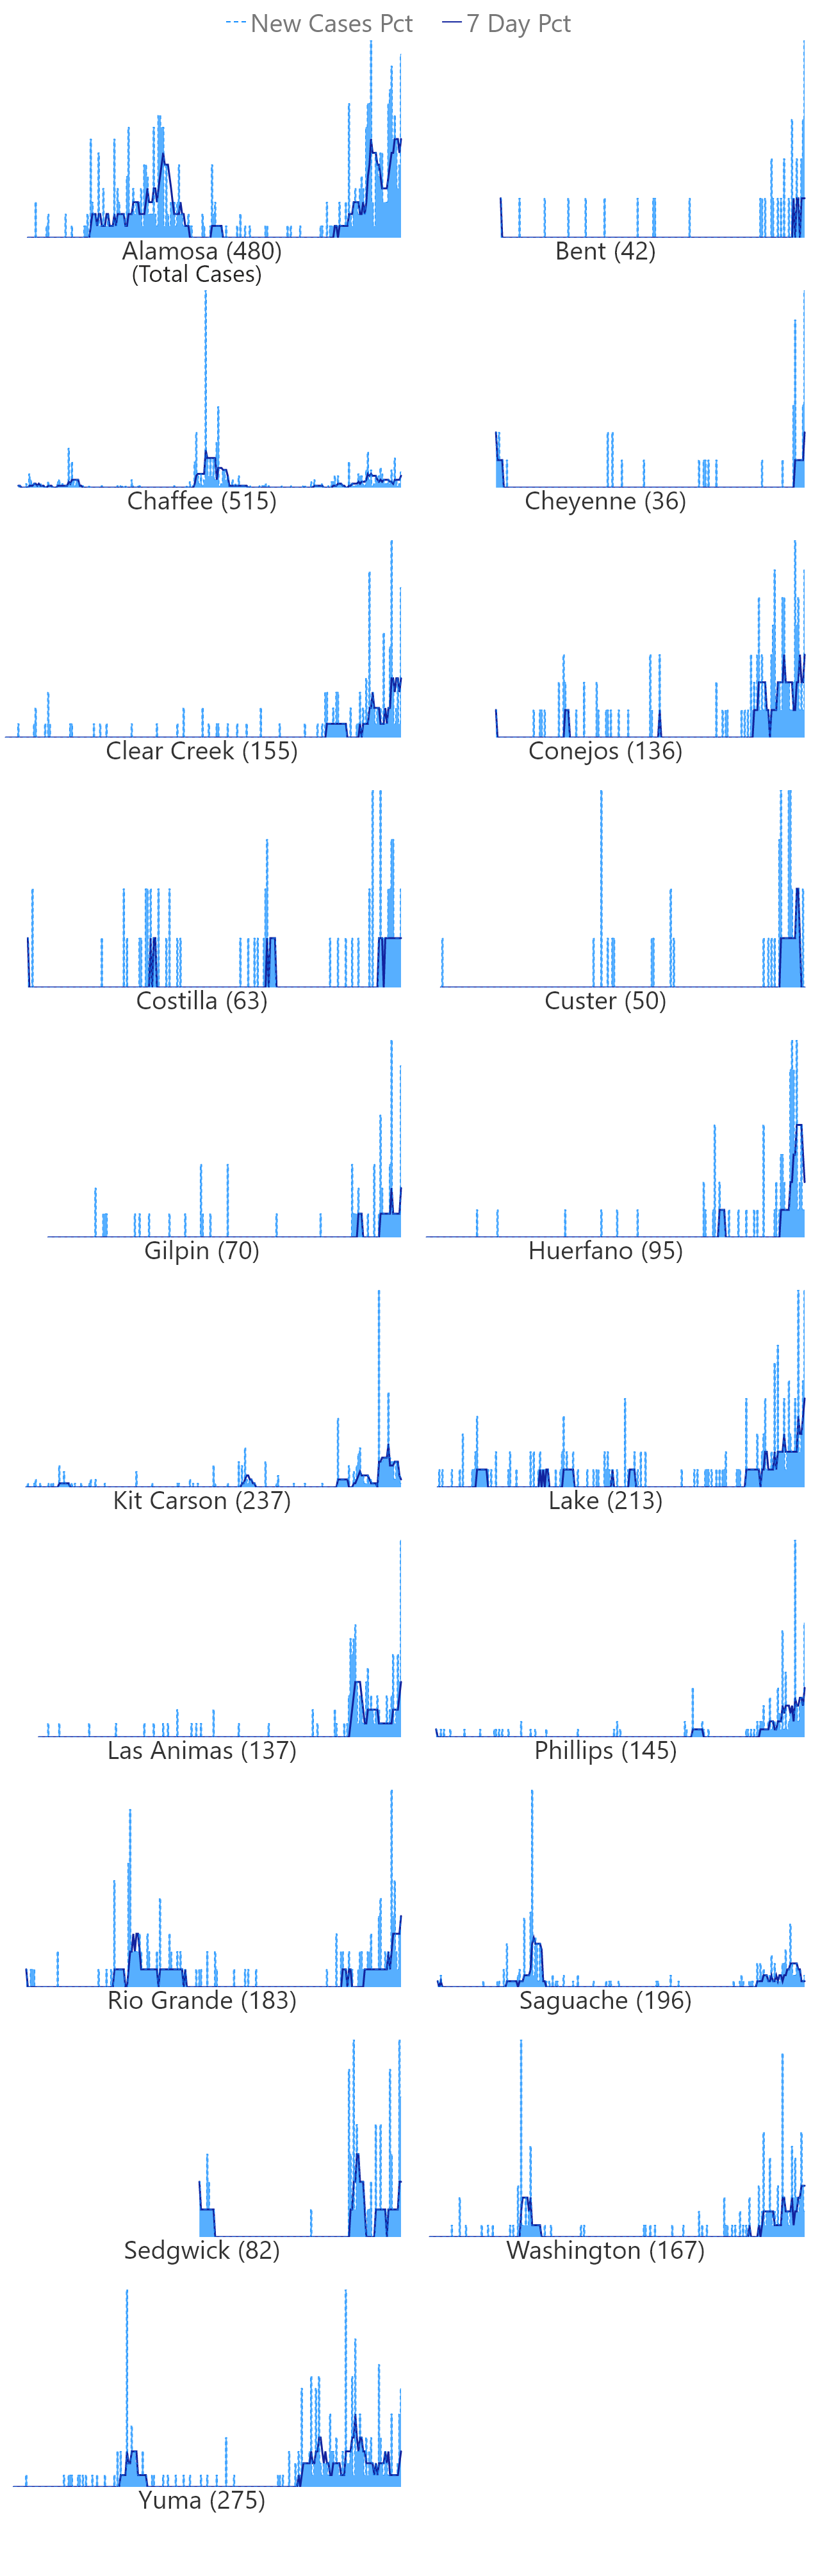 New Cases Pct 7 Day Pct
Alamosa (480) Bent (42)
(Total Cases)
Chaffee (515) Cheyenne (36)
Clear Creek (155) Conejos (136)
Costilla (63) Custer (50)
Gilpin (70) Huerfano (95)
Kit Carson (237) Lake (213)
Las Animas (137) Phillips (145)
Rio Grande (183) Saguache (196)
Sedgwick (82) Washington (167)
Yuma (275)